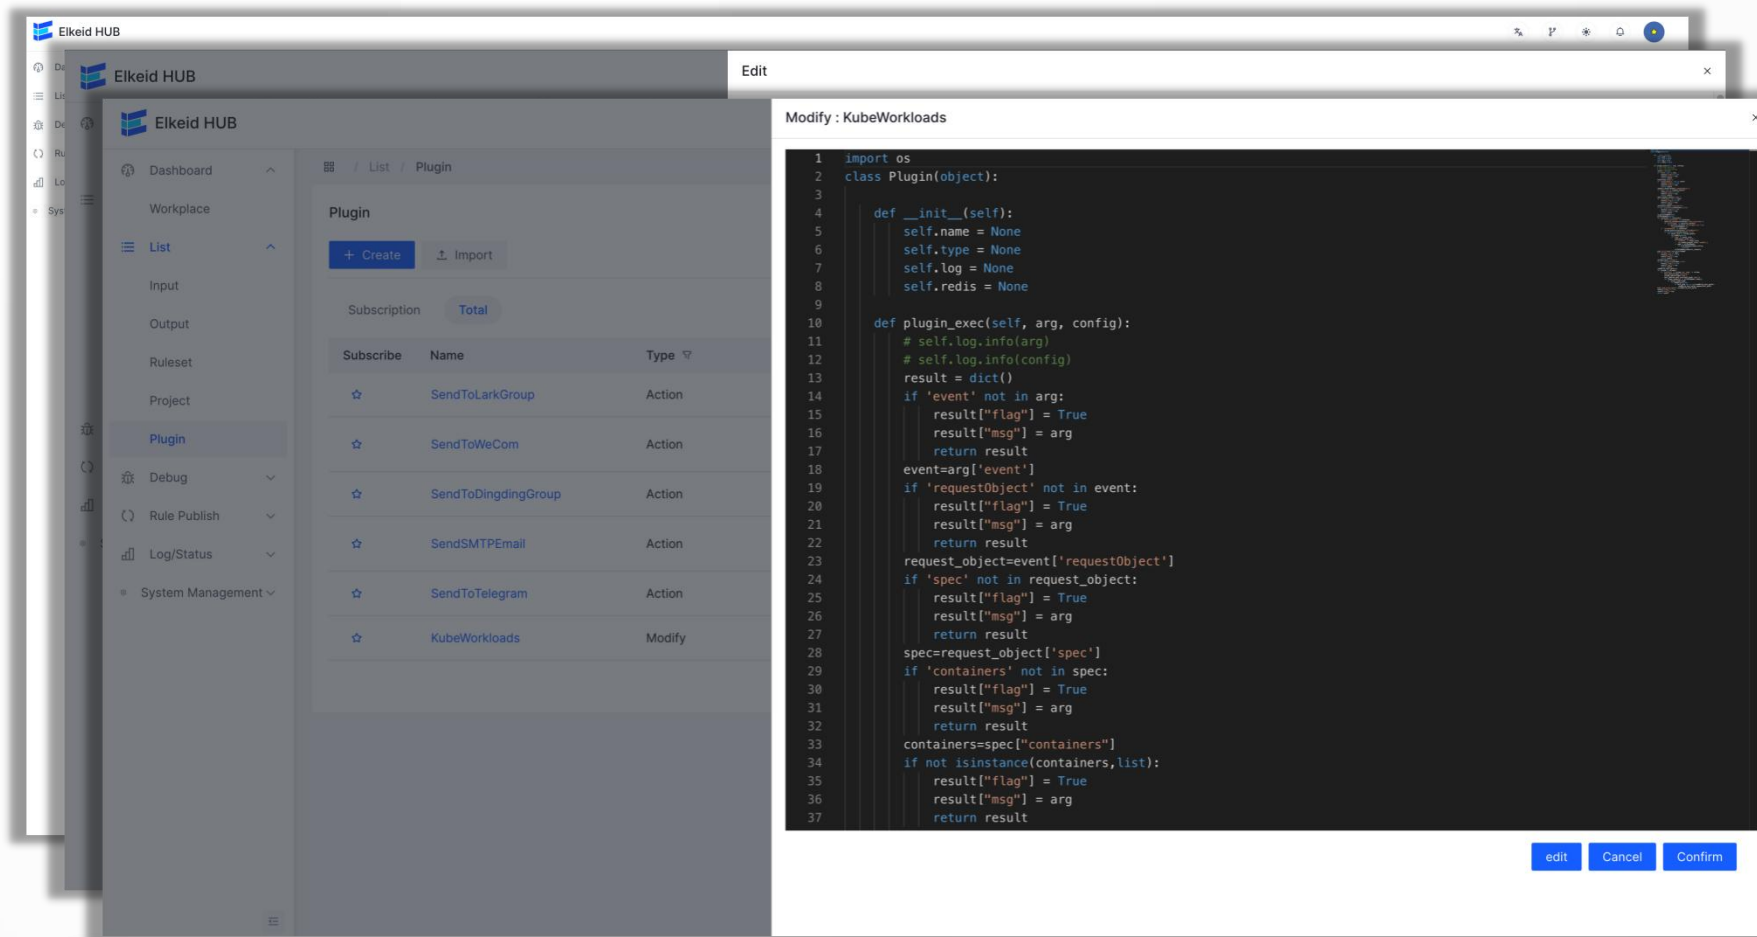 Elkeid HUB
Da
Lis
De
Ru
Lo
Sys
Elkeid HUB
Edit
Elkeid HUB
Dashboard
Workplace
List
Input
Output
Ruleset
Project
Plugin
Debug
Rule Publish
Log/Status
System Management
/ List / Plugin
Plugin
+ Create
Import
Subscription Total
Subscribe Name Type
SendToLarkGroup Action
SendToWeCom Action
SendToDingdingGroup Action
SendSMTPEmail Action
SendToTelegram Action
KubeWorkloads Modify
Modify : KubeWorkloads
1 import os
2 class Plugin(object):
3
4 def __init__(self):
5 self.name = None
6 self.type = None
7 self.log = None
8 self.redis = None
9
10 def plugin_exec(self, arg, config):
11 # self.log.info(arg)
12 # self.log.info(config)
13 result = dict()
14 if 'event' not in arg:
15 result["flag"] = True
16 result["msg"] = arg
17 return result
18 event=arg['event']
19 if 'requestObject' not in event:
20 result["flag"] = True
21 result["msg"] = arg
22 return result
23 request_object=event['requestObject']
24 if 'spec' not in request_object:
25 result["flag"] = True
26 result["msg"] = arg
27 return result
28 spec=request_object['spec']
29 if 'containers' not in spec:
30 result["flag"] = True
31 result["msg"] = arg
32 return result
33 containers=spec["containers"]
34 if not isinstance(containers,list):
35 result["flag"] = True
36 result["msg"] = arg
37 return result
edit Cancel Confirm